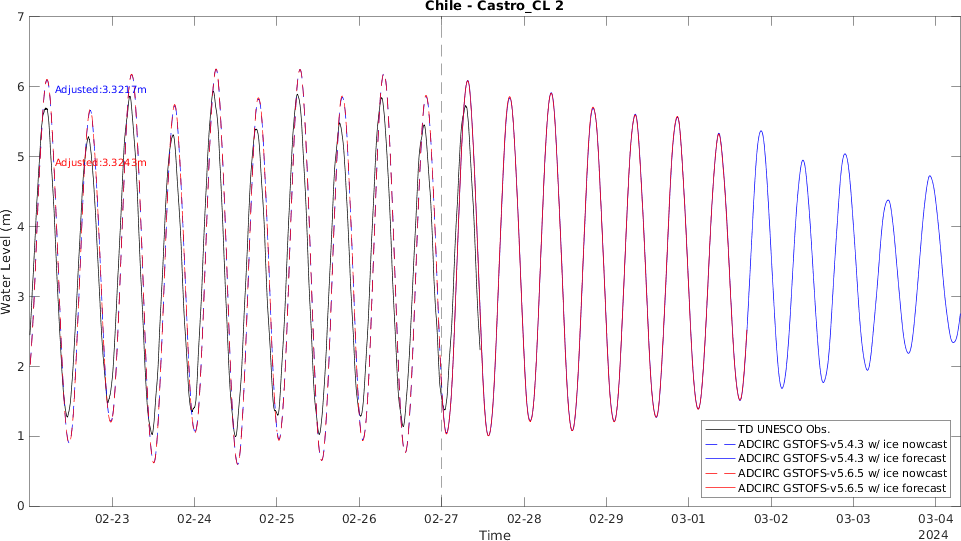 Chile - Castro_CL 2
7
6
5
4
3
2
1
0
Water Level (m)
Adjusted:3.3217m
Adjusted:3.3243m
TD UNESCO Obs.
ADCIRC GSTOFS-v5.4.3 w/ ice nowcast
ADCIRC GSTOFS-v5.4.3 w/ ice forecast
ADCIRC GSTOFS-v5.6.5 w/ ice nowcast
ADCIRC GSTOFS-v5.6.5 w/ ice forecast
02-23 02-24 02-25 02-26 02-27 02-28 02-29 03-01 03-02 03-03 03-04
Time
2024